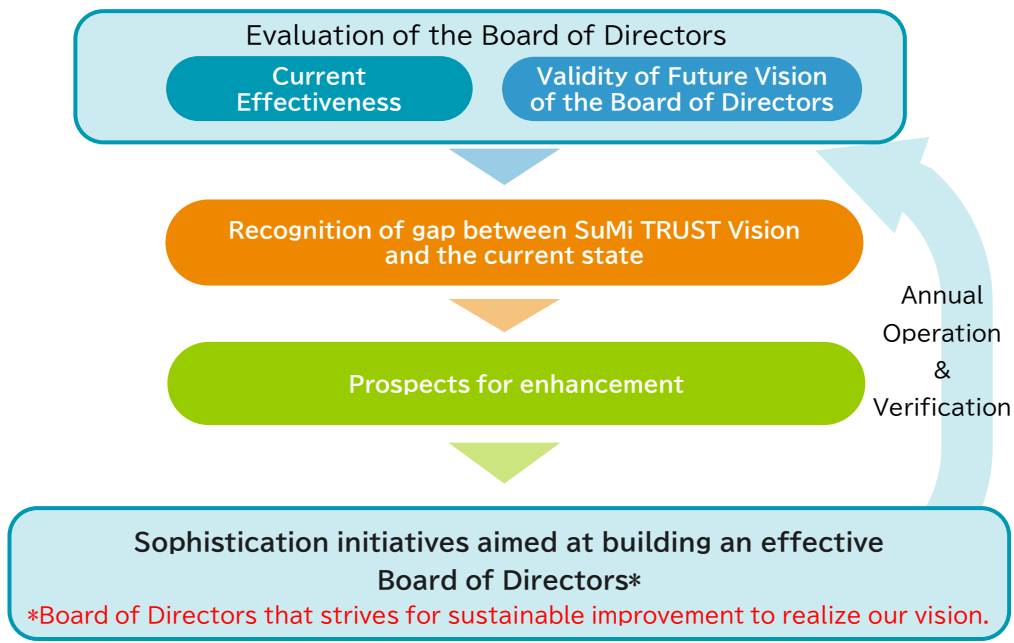 Evaluation of the Board of Directors
Current
Effectiveness
Validity of Future Vision
of the Board of Directors
Recognition of gap between SuMi TRUST Vision
and the current state
Prospects for enhancement
Annual
Operation
&
Verification
Sophistication initiatives aimed at building an effective
Board of Directors*
*Board of Directors that strives for sustainable improvement to realize our vision.